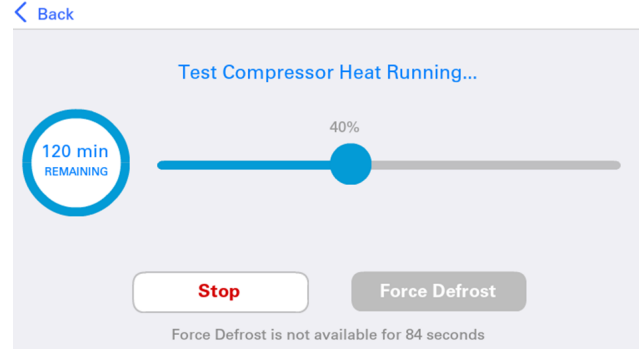 Back
Test Compressor Heat Running...
40%
120 min
REMAINING
Stop
Force Defrost
Force Defrost is not available for 84 seconds